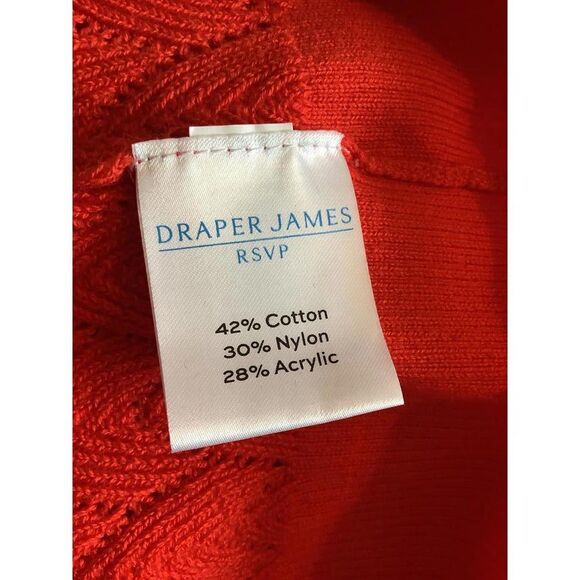 DRAPER JAMES
RSVP
42% Cotton
30% Nylon
28% Acrylic